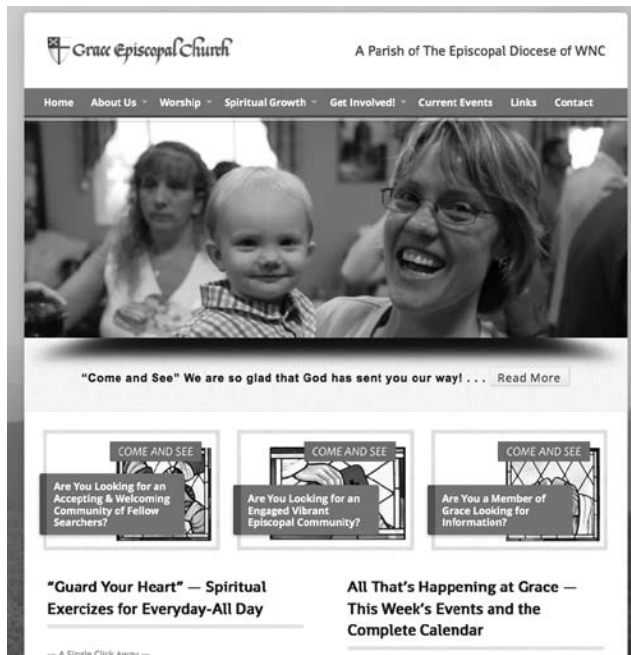 Grace Episcopal Church
A Parish of The Episcopal Diocese of WNC
Home About Us Worship Spiritual Growth Get Involved! Current Events Links Contact
“Come and See” We are so glad that God has sent you our way! . . . Read More
COME AND SEE
Are You Looking for an
Accepting & Welcoming
Community of Fellow
Searchers?
COME AND SEE
Are You Looking for an
Engaged Vibrant
Episcopal Community?
COME AND SEE
Are You a Member of
Grace Looking for
Information?
“Guard Your Heart” — Spiritual
Exercizes for Everyday-All Day
— A Single Click Away —
All That’s Happening at Grace —
This Week’s Events and the
Complete Calendar